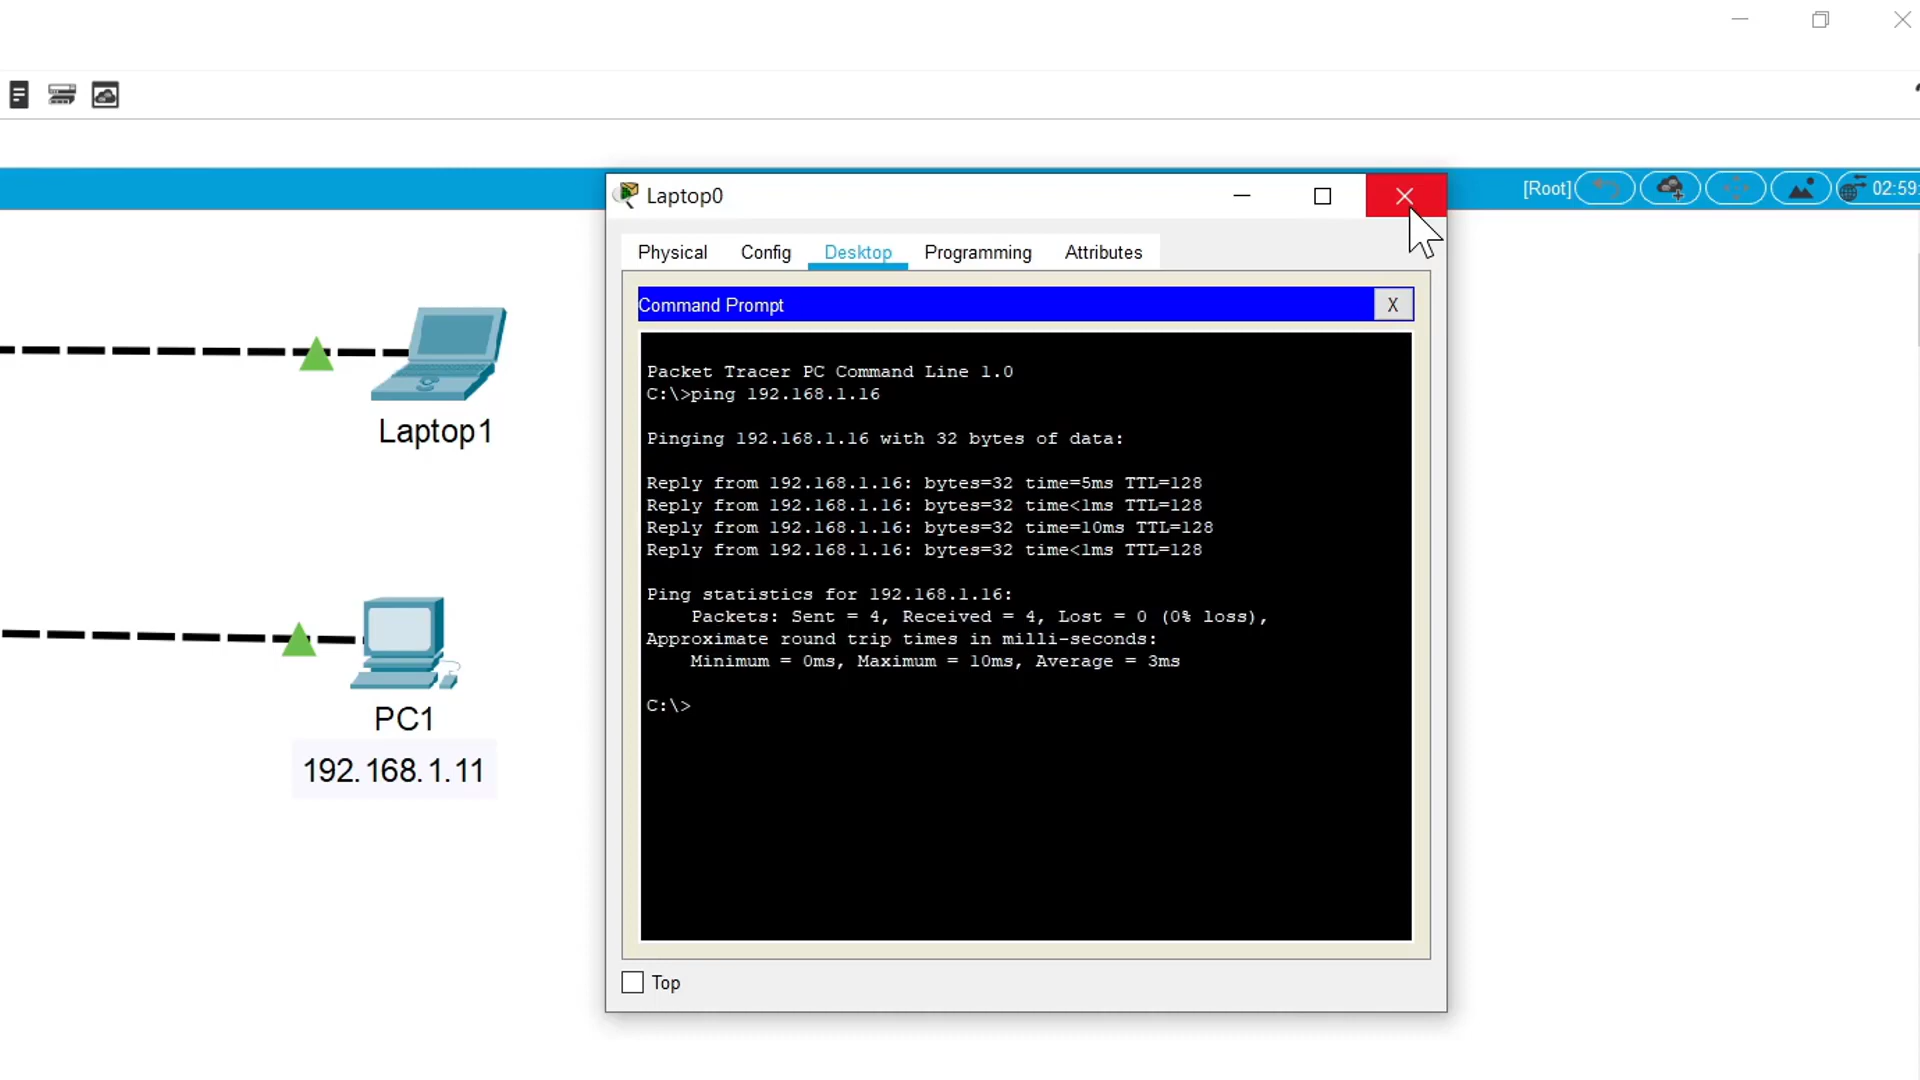 Laptop0
[Root]
02:59:
Physical Config Desktop Programming Attributes
Command Prompt
X
Packet Tracer PC Command Line 1.0
C:\>ping 192.168.1.16
Pinging 192.168.1.16 with 32 bytes of data:
Reply from 192.168.1.16: bytes=32 time=5ms TTL=128
Reply from 192.168.1.16: bytes=32 time<1ms TTL=128
Reply from 192.168.1.16: bytes=32 time=10ms TTL=128
Reply from 192.168.1.16: bytes=32 time<1ms TTL=128
Ping statistics for 192.168.1.16:
Packets: Sent = 4, Received = 4, Lost = 0 (0% loss),
Approximate round trip times in milli-seconds:
Minimum = 0ms, Maximum = 10ms, Average = 3ms
C:\>
Top
Laptop1
PC1
192.168.1.11